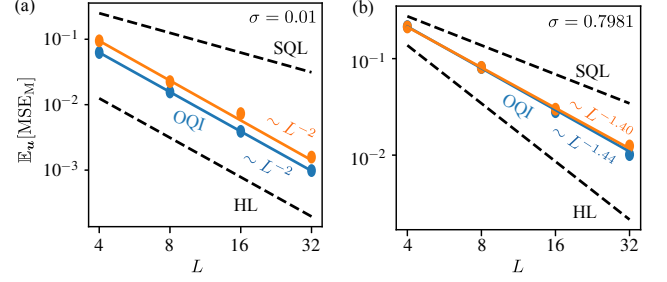 (a)
σ = 0.01
SQL
OQI
∼ L⁻²
∼ L⁻²
HL
10⁻¹
10⁻²
10⁻³
𝔼ᵤ[MSE_M]
4 8 16 32
L
(b)
σ = 0.7981
SQL
∼ L⁻¹·⁴⁰
OQI
∼ L⁻¹·⁴⁴
HL
10⁻¹
10⁻²
4 8 16 32
L